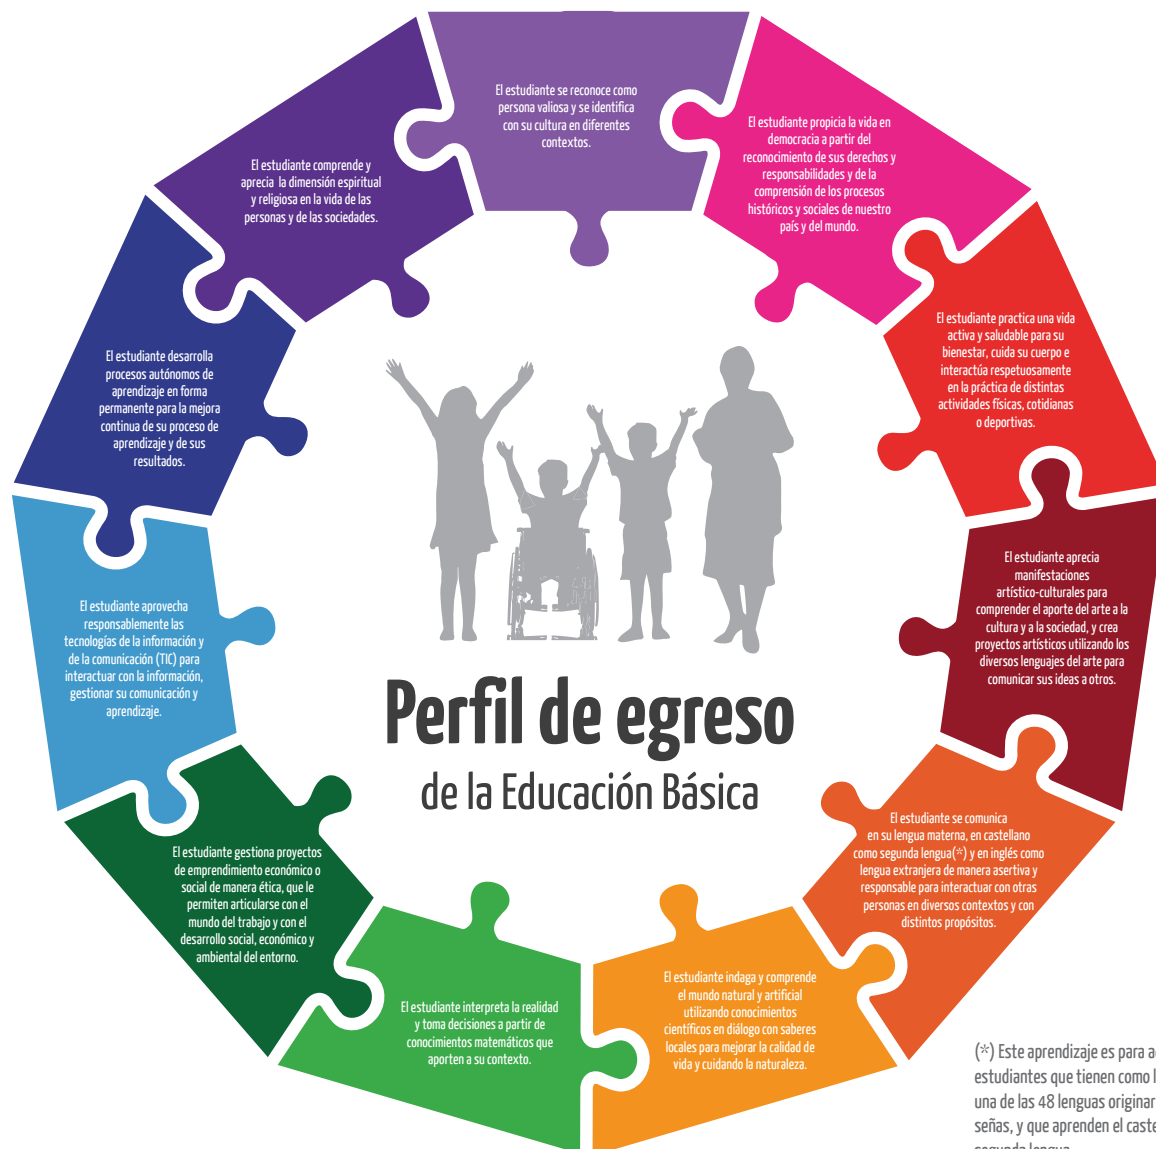 El estudiante se reconoce como
persona valiosa y se identifica
con su cultura en diferentes
contextos.
El estudiante propicia la vida en
democracia a partir del
reconocimiento de sus derechos y
responsabilidades y de la
comprensión de los procesos
históricos y sociales de nuestro
país y del mundo.
El estudiante practica una vida
activa y saludable para su
bienestar, cuida su cuerpo e
interactúa respetuosamente
en la práctica de distintas
actividades físicas, cotidianas
o deportivas.
El estudiante aprecia
manifestaciones
artístico-culturales para
comprender el aporte del arte a la
cultura y a la sociedad, y crea
proyectos artísticos utilizando los
diversos lenguajes del arte para
comunicar sus ideas a otros.
El estudiante se comunica
en su lengua materna, en castellano
como segunda lengua(*) y en inglés como
lengua extranjera de manera asertiva y
responsable para interactuar con otras
personas en diversos contextos y con
distintos propósitos.
El estudiante indaga y comprende
el mundo natural y artificial
utilizando conocimientos
científicos en diálogo con saberes
locales para mejorar la calidad de
vida y cuidando la naturaleza.
El estudiante interpreta la realidad
y toma decisiones a partir de
conocimientos matemáticos que
aporten a su contexto.
El estudiante gestiona proyectos
de emprendimiento económico o
social de manera ética, que le
permiten articularse con el
mundo del trabajo y con el
desarrollo social, económico y
ambiental del entorno.
El estudiante aprovecha
responsablemente las
tecnologías de la información y
de la comunicación (TIC) para
interactuar con la información,
gestionar su comunicación y
aprendizaje.
El estudiante desarrolla
procesos autónomos de
aprendizaje en forma
permanente para la mejora
continua de su proceso de
aprendizaje y de sus
resultados.
El estudiante comprende y
aprecia la dimensión espiritual
y religiosa en la vida de las
personas y de las sociedades.
Perfil de egreso
de la Educación Básica
(*) Este aprendizaje es para
estudiantes que tienen como
una de las 48 lenguas
señas, y que aprenden el
segunda lengua